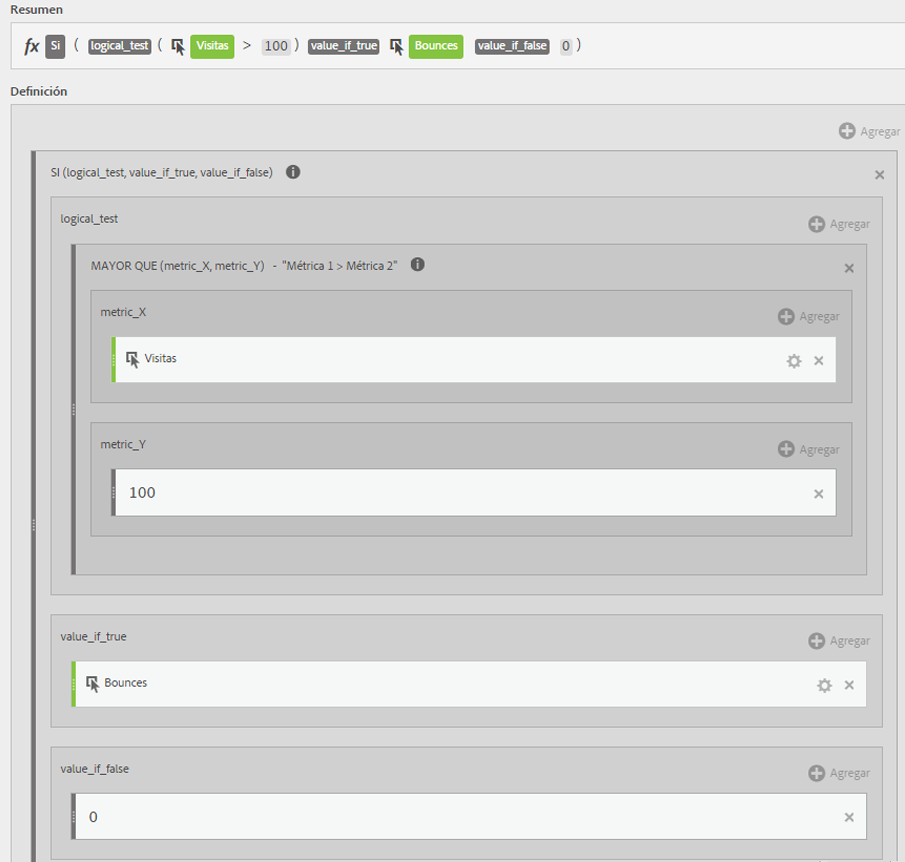 Resumen
fx Si ( logical_test ( Visitas > 100 ) value_if_true Bounces value_if_false 0 )
Definición
Agregar
SI (logical_test, value_if_true, value_if_false)
logical_test
Agregar
MAYOR QUE (metric_X, metric_Y) - "Métrica 1 > Métrica 2"
metric_X
Agregar
Visitas
metric_Y
Agregar
100
value_if_true
Agregar
Bounces
value_if_false
Agregar
0